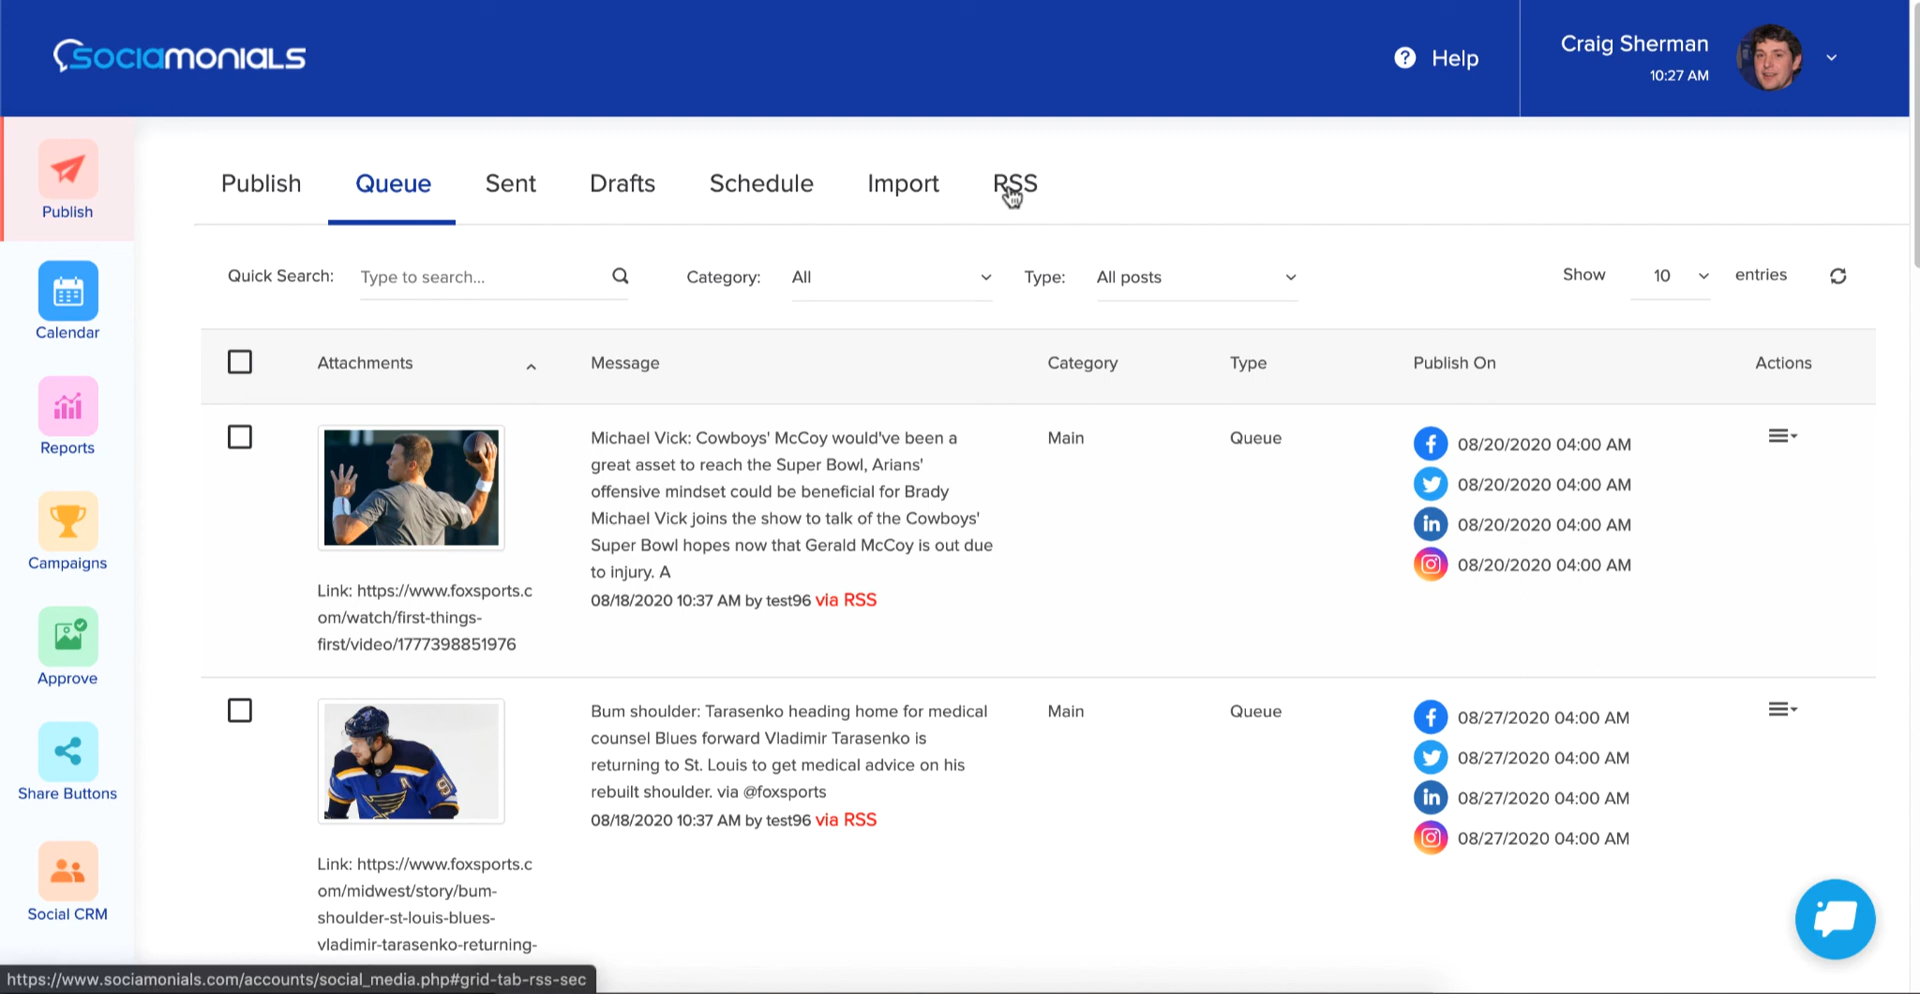 SOCIAMONIALS
? Help
Craig Sherman
10:27 AM
Publish
Calendar
Reports
Campaigns
Approve
Share Buttons
Social CRM
Publish Queue Sent Drafts Schedule Import RSS
Quick Search: Type to search... Category: All Type: All posts Show 10 entries
Attachments Message Category Type Publish On Actions
Michael Vick: Cowboys' McCoy would've been a
great asset to reach the Super Bowl, Arians'
offensive mindset could be beneficial for Brady
Michael Vick joins the show to talk of the Cowboys'
Super Bowl hopes now that Gerald McCoy is out due
to injury. A
08/18/2020 10:37 AM by test96 via RSS
Link: https://www.foxsports.c
om/watch/first-things-
first/video/1777398851976
Main
Queue
08/20/2020 04:00 AM
08/20/2020 04:00 AM
08/20/2020 04:00 AM
08/20/2020 04:00 AM
Bum shoulder: Tarasenko heading home for medical
counsel Blues forward Vladimir Tarasenko is
returning to St. Louis to get medical advice on his
rebuilt shoulder. via @foxsports
08/18/2020 10:37 AM by test96 via RSS
Link: https://www.foxsports.c
om/midwest/story/bum-
shoulder-st-louis-blues-
vladimir-tarasenko-returning-
Main
Queue
08/27/2020 04:00 AM
08/27/2020 04:00 AM
08/27/2020 04:00 AM
08/27/2020 04:00 AM
https://www.sociamonials.com/accounts/social_media.php#grid-tab-rss-sec